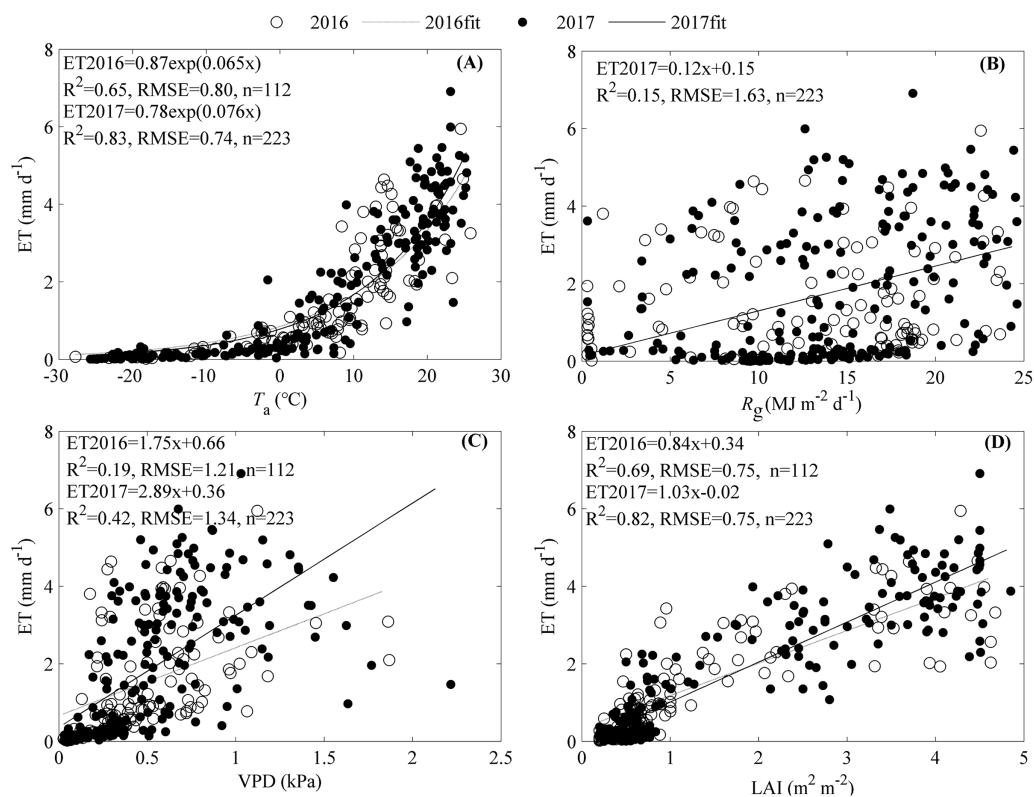 2016 2016fit 2017 2017fit
ET2016=0.87exp(0.065x) (A)
R²=0.65, RMSE=0.80, n=112
ET2017=0.78exp(0.076x)
R²=0.83, RMSE=0.74, n=223
8
6
4
2
0
ET (mm d⁻¹)
-30 -20 -10 0 10 20 30
Tₐ (°C)
ET2017=0.12x+0.15 (B)
R²=0.15, RMSE=1.63, n=223
8
6
4
2
0
ET (mm d⁻¹)
0 5 10 15 20 25
Rg (MJ m⁻² d⁻¹)
ET2016=1.75x+0.66 (C)
R²=0.19, RMSE=1.21, n=112
ET2017=2.89x+0.36
R²=0.42, RMSE=1.34, n=223
8
6
4
2
0
ET (mm d⁻¹)
0 0.5 1 1.5 2 2.5
VPD (kPa)
ET2016=0.84x+0.34 (D)
R²=0.69, RMSE=0.75, n=112
ET2017=1.03x-0.02
R²=0.82, RMSE=0.75, n=223
8
6
4
2
0
ET (mm d⁻¹)
0 1 2 3 4 5
LAI (m² m⁻²)